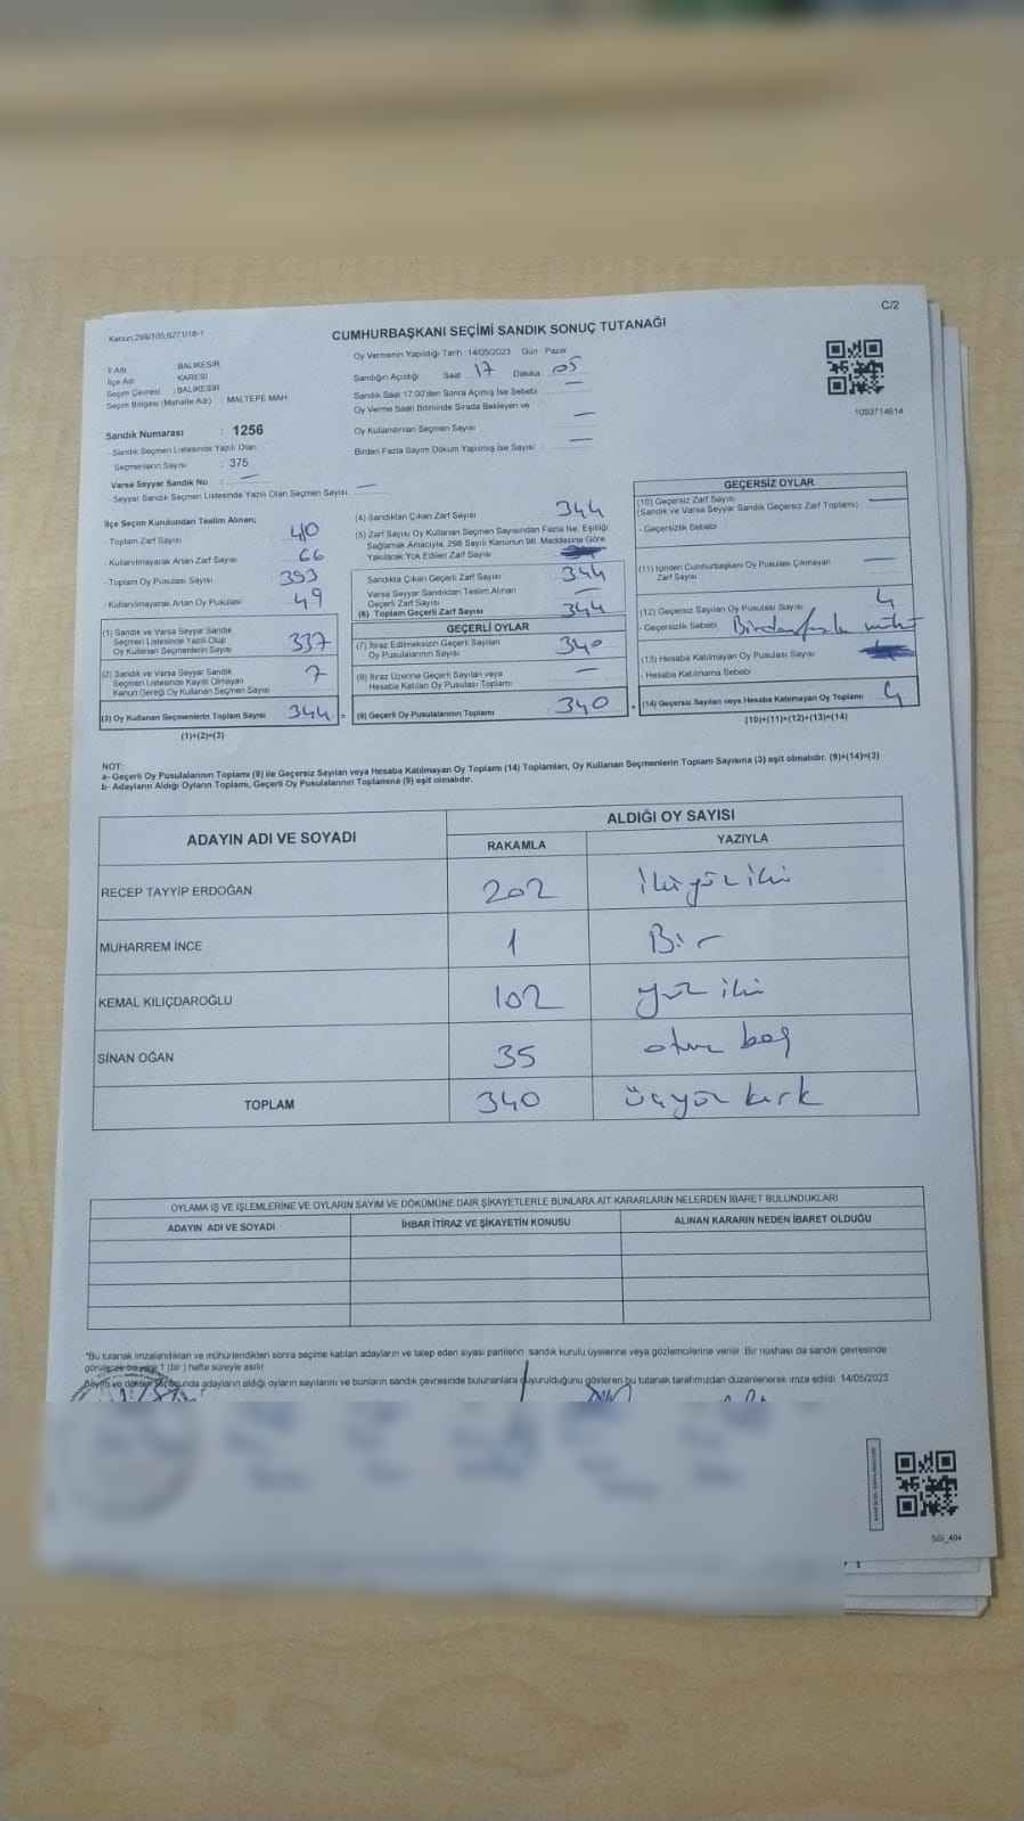 C/2
Kanun:298/105;6271/18-1
CUMHURBAŞKANI SEÇİMİ SANDIK SONUÇ TUTANAĞI
İl Adı : BALIKESİR
İlçe Adı : KARESİ
Seçim Çevresi : BALIKESİR
Seçim Bölgesi (Mahalle Adı) : MALTEPE MAH.
Sandık Numarası : 1256
Sandık Seçmen Listesinde Yazılı Olan
Seçmenlerin Sayısı : 375
Varsa Seyyar Sandık No : —
Seyyar Sandık Seçmen Listesinde Yazılı Olan Seçmen Sayısı —
Oy Vermenin Yapıldığı Tarih :14/05/2023 Gün : Pazar
Sandığın Açıldığı Saat 17 Dakika 05
Sandık Saat 17:00'den Sonra Açılmış İse Sebebi —
Oy Verme Saati Bitiminde Sırada Bekleyen ve
Oy Kullandırılan Seçmen Sayısı —
Birden Fazla Sayım Döküm Yapılmış İse Sayısı —
1093714614
İlçe Seçim Kurulundan Teslim Alınan;
- Toplam Zarf Sayısı 410
- Kullanılmayarak Artan Zarf Sayısı 66
- Toplam Oy Pusulası Sayısı 393
- Kullanılmayarak Artan Oy Pusulası 49
(1) Sandık ve Varsa Seyyar Sandık
Seçmen Listesinde Yazılı Olup
Oy Kullanan Seçmenlerin Sayısı 337
(2) Sandık ve Varsa Seyyar Sandık
Seçmen Listesinde Kaydı Olmayan
Kanun Gereği Oy Kullanan Seçmen Sayısı 7
(3) Oy Kullanan Seçmenlerin Toplam Sayısı 344
(1)+(2)=(3)
(4) Sandıktan Çıkan Zarf Sayısı 344
(5) Zarf Sayısı Oy Kullanan Seçmen Sayısından Fazla İse, Eşitliği
Sağlamak Amacıyla, 298 Sayılı Kanunun 98. Maddesine Göre
Yakılarak Yok Edilen Zarf Sayısı
Sandıkta Çıkan Geçerli Zarf Sayısı 344
Varsa Seyyar Sandıktan Teslim Alınan
Geçerli Zarf Sayısı —
(6) Toplam Geçerli Zarf Sayısı 344
GEÇERLİ OYLAR
(7) İtiraz Edilmeksizin Geçerli Sayılan
Oy Pusulalarının Sayısı 340
(8) İtiraz Üzerine Geçerli Sayılan veya
Hesaba Katılan Oy Pusulası Toplamı —
(9) Geçerli Oy Pusulalarının Toplamı 340
GEÇERSİZ OYLAR
(10) Geçersiz Zarf Sayısı —
(Sandık ve Varsa Seyyar Sandık Geçersiz Zarf Toplamı)
- Geçersizlik Sebebi
(11) İçinden Cumhurbaşkanı Oy Pusulası Çıkmayan
Zarf Sayısı —
(12) Geçersiz Sayılan Oy Pusulası Sayısı 4
- Geçersizlik Sebebi Birden fazla mühür
(13) Hesaba Katılmayan Oy Pusulası Sayısı
- Hesaba Katılmama Sebebi
(14) Geçersiz Sayılan veya Hesaba Katılmayan Oy Toplamı 4
(10)+(11)+(12)+(13)=(14)
NOT:
a- Geçerli Oy Pusulalarının Toplamı (9) ile Geçersiz Sayılan veya Hesaba Katılmayan Oy Toplamı (14) Toplamları, Oy Kullanan Seçmenlerin Toplam Sayısına (3) eşit olmalıdır. (9)+(14)=(3)
b- Adayların Aldığı Oyların Toplamı, Geçerli Oy Pusulalarının Toplamına (9) eşit olmalıdır.
ADAYIN ADI VE SOYADI
ALDIĞI OY SAYISI
RAKAMLA YAZIYLA
RECEP TAYYİP ERDOĞAN 202 ikiyüz iki
MUHARREM İNCE 1 Bir
KEMAL KILIÇDAROĞLU 102 yüz iki
SİNAN OĞAN 35 otuz beş
TOPLAM 340 üçyüz kırk
OYLAMA İŞ VE İŞLEMLERİNE VE OYLARIN SAYIM VE DÖKÜMÜNE DAİR ŞİKAYETLERLE BUNLARA AİT KARARLARIN NELERDEN İBARET BULUNDUKLARI
ADAYIN ADI VE SOYADI İHBAR İTİRAZ VE ŞİKAYETİN KONUSU ALINAN KARARIN NEDEN İBARET OLDUĞU
*Bu tutanak imzalandıktan ve mühürlendikten sonra seçime katılan adayların ve talep eden siyasi partilerin sandık kurulu üyelerine veya gözlemcilerine verilir. Bir nüshası da sandık çevresinde
görülecek bir yere 1 (bir) hafta süreyle asılır.
Sayım ve döküm sonucunda adayların aldığı oyların sayılarını ve bunların sandık çevresinde bulunanlara duyurulduğunu gösteren bu tutanak tarafımızdan düzenlenerek imza edildi. 14/05/2023